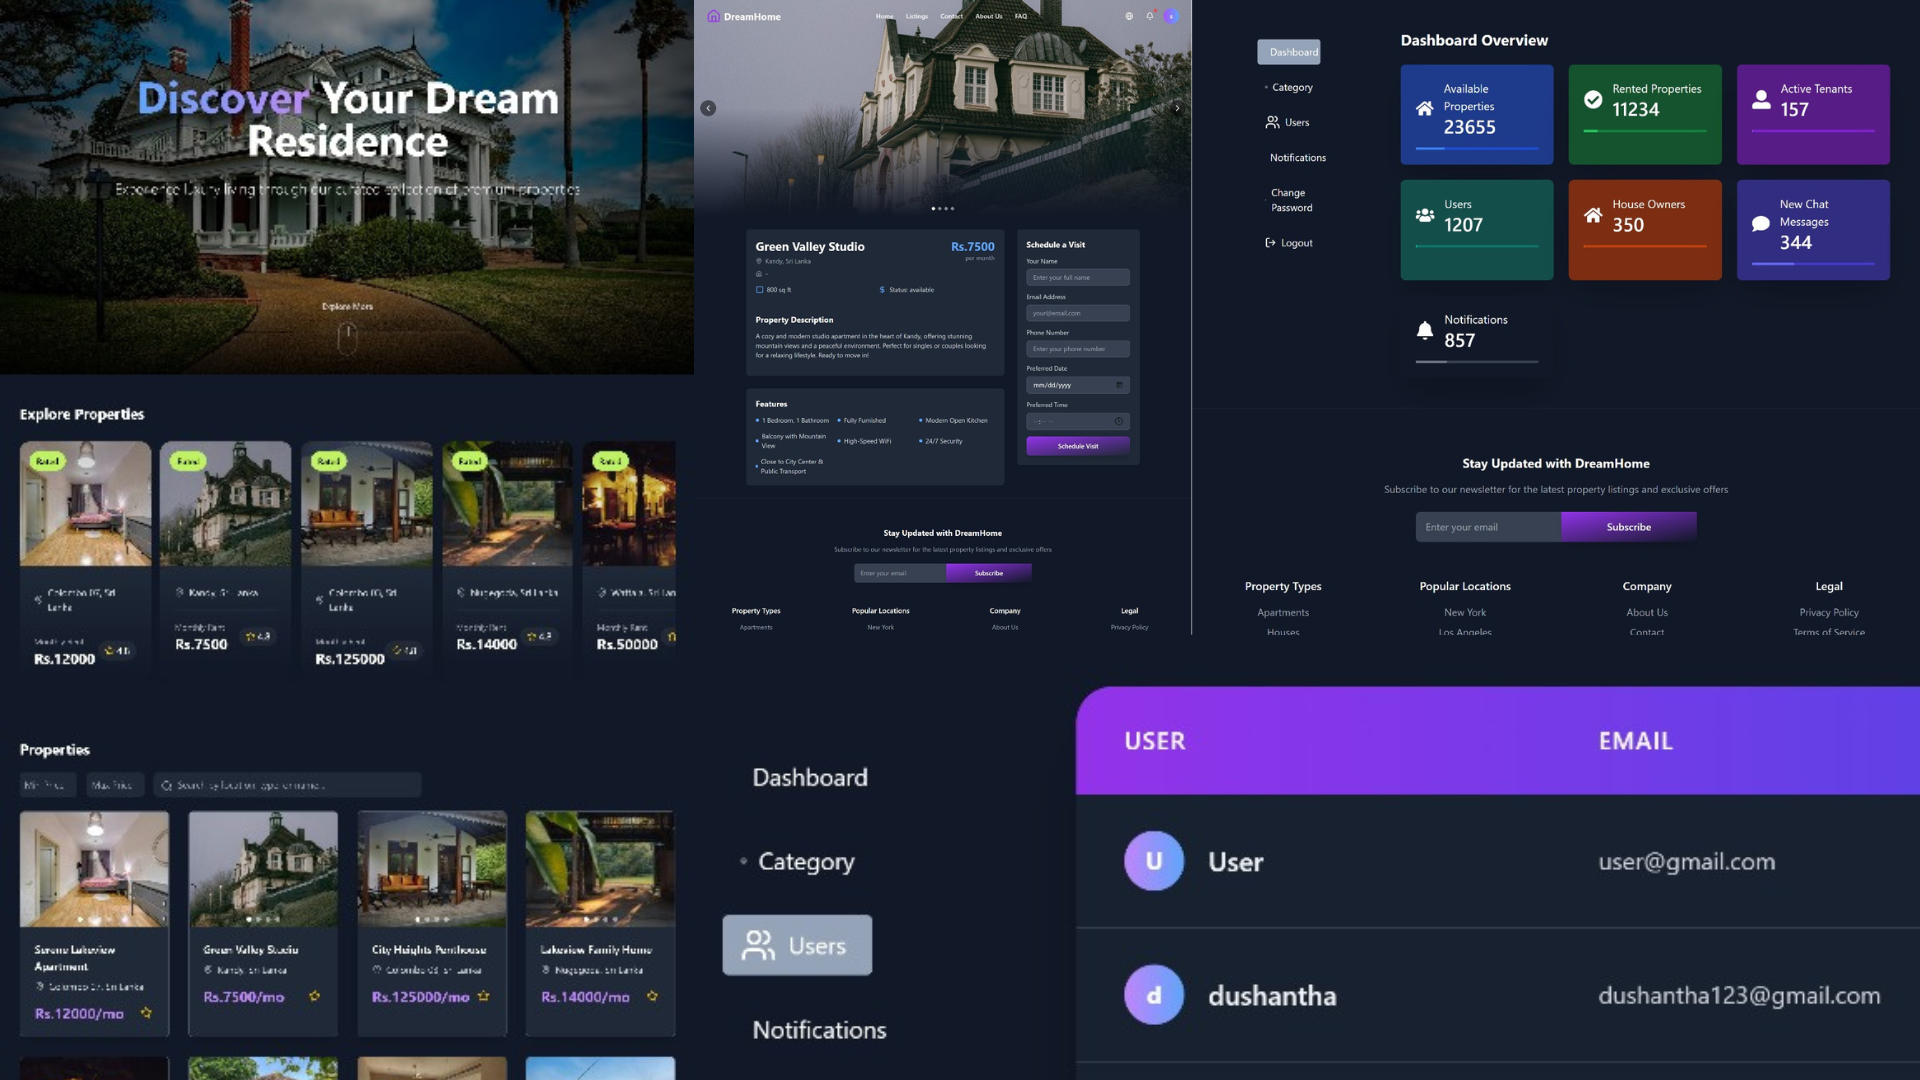 Discover Your Dream
Residence
Experience luxury living through our curated collection of premium properties
Explore More
Explore Properties
Rated
Rated
Rated
Rated
Rated
Colombo 07, Sri
Lanka
Monthly Rent
Rs.12000
4.8
Kandy, Sri Lanka
Monthly Rent
Rs.7500
4.3
Colombo 03, Sri
Lanka
Rs.125000
4.8
Nugegoda, Sri Lanka
Monthly Rent
Rs.14000
4.3
Wattala, Sri Lan
Monthly Rent
Rs.50000
Properties
Min Price
Max Price
Search by location, type, or name...
Serene Lakeview
Apartment
Colombo 07, Sri Lanka
Rs.12000/mo
Green Valley Studio
Kandy, Sri Lanka
Rs.7500/mo
City Heights Penthouse
Colombo 03, Sri Lanka
Rs.125000/mo
Lakeview Family Home
Nugegoda, Sri Lanka
Rs.14000/mo
DreamHome
Home
Listings
Contact
About Us
FAQ
Green Valley Studio
Rs.7500
per month
Kandy, Sri Lanka
-
800 sq ft
Status: available
Property Description
A cozy and modern studio apartment in the heart of Kandy, offering stunning
mountain views and a peaceful environment. Perfect for singles or couples looking
for a relaxing lifestyle. Ready to move in!
Features
1 Bedroom, 1 Bathroom
Fully Furnished
Modern Open Kitchen
Balcony with Mountain
View
High-Speed WiFi
24/7 Security
Close to City Center &
Public Transport
Schedule a Visit
Your Name
Enter your full name
Email Address
your@email.com
Phone Number
Enter your phone number
Preferred Date
mm/dd/yyyy
Preferred Time
--:-- --
Schedule Visit
Stay Updated with DreamHome
Subscribe to our newsletter for the latest property listings and exclusive offers
Enter your email
Subscribe
Property Types
Popular Locations
Company
Legal
Apartments
New York
About Us
Privacy Policy
Dashboard
Category
Users
Notifications
Change
Password
Logout
Dashboard Overview
Available
Properties
23655
Rented Properties
11234
Active Tenants
157
Users
1207
House Owners
350
New Chat
Messages
344
Notifications
857
Stay Updated with DreamHome
Subscribe to our newsletter for the latest property listings and exclusive offers
Enter your email
Subscribe
Property Types
Popular Locations
Company
Legal
Apartments
New York
About Us
Privacy Policy
Houses
Los Angeles
Contact
Terms of Service
Dashboard
Category
Users
Notifications
USER
EMAIL
U
User
user@gmail.com
d
dushantha
dushantha123@gmail.com